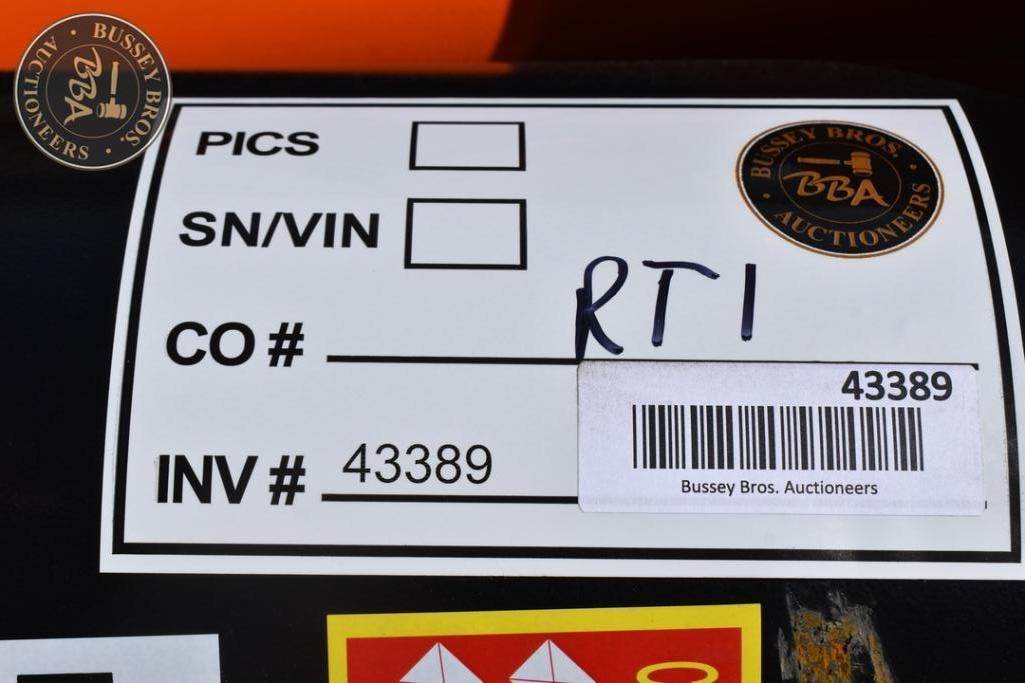 BUSSEY BROS. AUCTIONEERS
BBA
PICS
BUSSEY BROS.
BBA
AUCTIONEERS
SN/VIN
RT1
CO #
43389
INV # 43389
Bussey Bros. Auctioneers